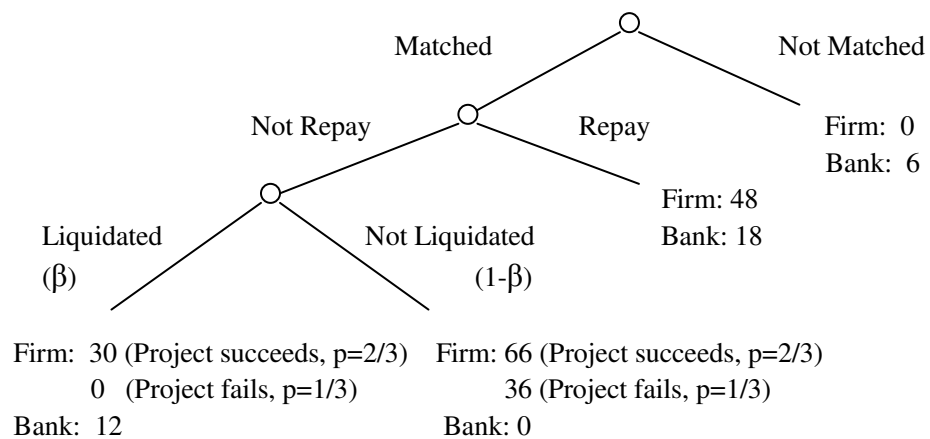 Matched
Not Matched
Not Repay
Repay
Firm: 0
Bank: 6
Firm: 48
Bank: 18
Liquidated
(β)
Not Liquidated
(1-β)
Firm: 30 (Project succeeds, p=2/3)
0 (Project fails, p=1/3)
Bank: 12
Firm: 66 (Project succeeds, p=2/3)
36 (Project fails, p=1/3)
Bank: 0